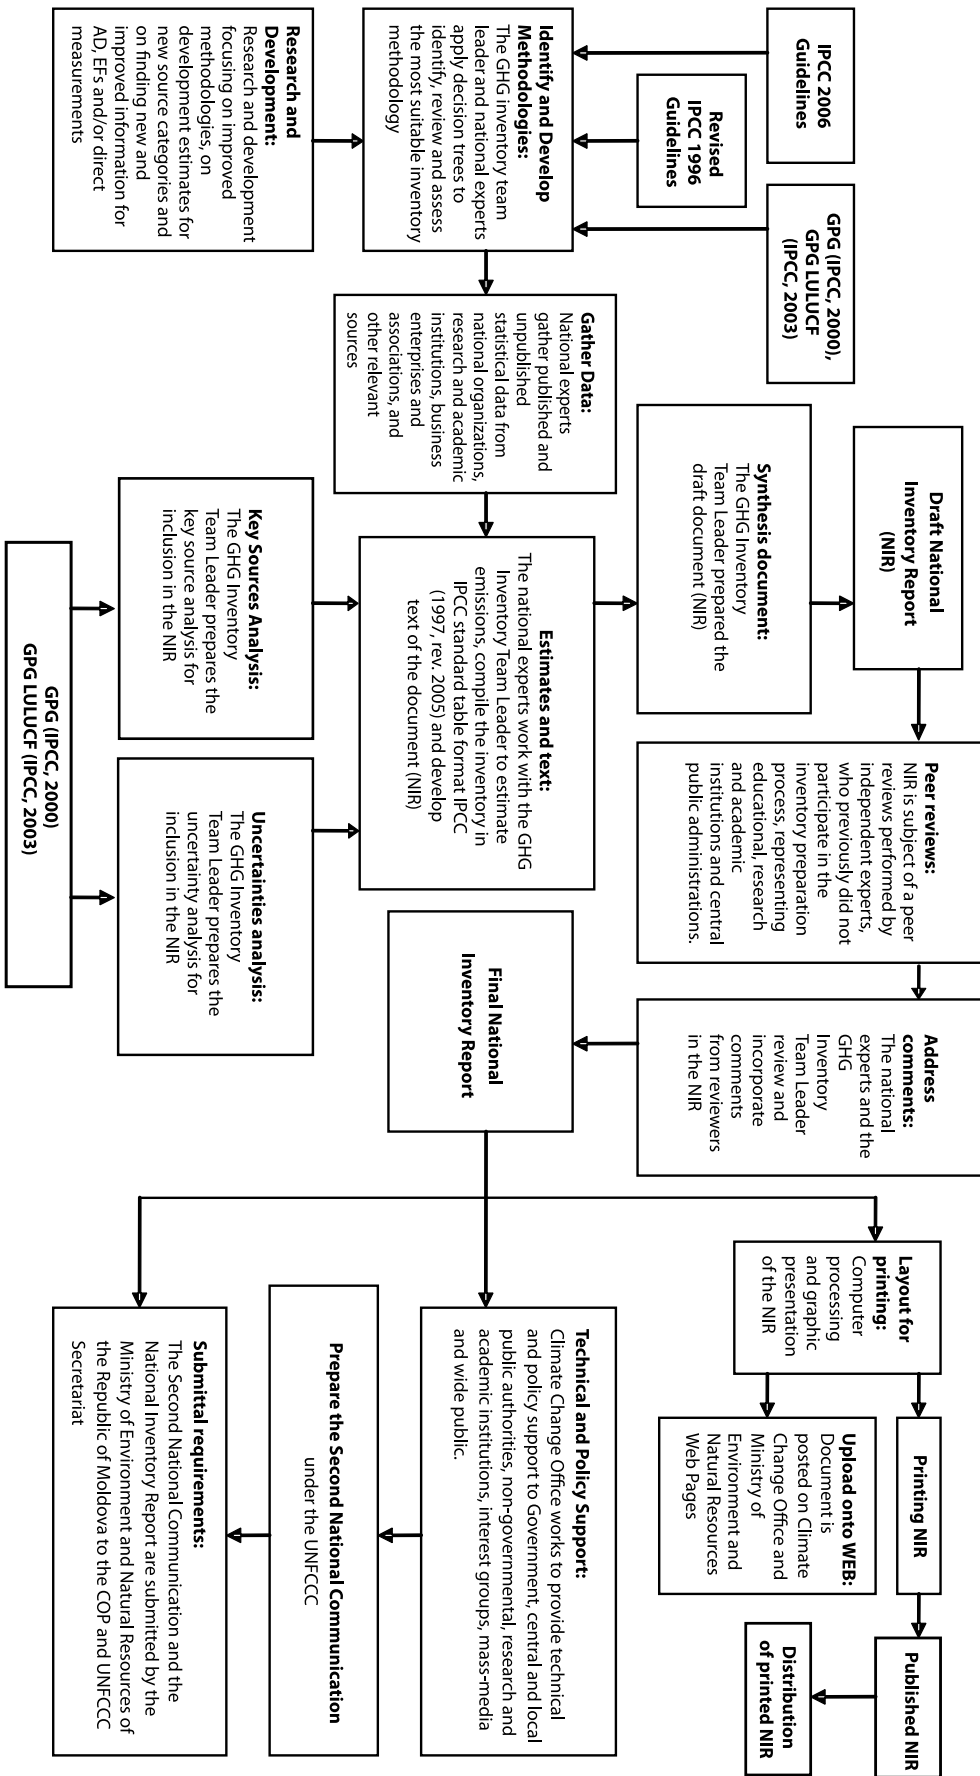 IPCC 2006
Guidelines
Revised
IPCC 1996
Guidelines
GPG (IPCC, 2000),
GPG LULUCF
(IPCC, 2003)
Identify and Develop
Methodologies:
The GHG inventory team
leader and national experts
apply decision trees to
identify, review and assess
the most suitable inventory
methodology
Research and
Development:
Research and development
focusing on improved
methodologies, on
development estimates for
new source categories and
on finding new and
improved information for
AD, EFs and/or direct
measurements
Gather Data:
National experts
gather published and
unpublished
statistical data from
national organizations,
research and academic
institutions, business
enterprises and
associations, and
other relevant
sources
Draft National
Inventory Report
(NIR)
Synthesis document:
The GHG Inventory
Team Leader prepared the
draft document (NIR)
Estimates and text:
The national experts work with the GHG
Inventory Team Leader to estimate
emissions, compile the inventory in
IPCC standard table format IPCC
(1997, rev. 2005) and develop
text of the document (NIR)
Key Sources Analysis:
The GHG Inventory
Team Leader prepares the
key source analysis for
inclusion in the NIR
Uncertainties analysis:
The GHG Inventory
Team Leader prepares the
uncertainty analysis for
inclusion in the NIR
GPG (IPCC, 2000)
GPG LULUCF (IPCC, 2003)
Peer reviews:
NIR is subject of a peer
reviews performed by
independent experts,
who previously did not
participate in the
inventory preparation
process, representing
educational, research
and academic
institutions and central
public administrations.
Address
comments:
The national
experts and the
GHG
Inventory
Team Leader
review and
incorporate
comments
from reviewers
in the NIR
Final National
Inventory Report
Layout for
printing:
Computer
processing
and graphic
presentation
of the NIR
Printing NIR
Published NIR
Upload onto WEB:
Document is
posted on Climate
Change Office and
Ministry of
Environment and
Natural Resources
Web Pages
Distribution
of printed NIR
Technical and Policy Support:
Climate Change Office works to provide technical
and policy support to Government, central and local
public authorities, non-governmental, research and
academic institutions, interest groups, mass-media
and wide public.
Prepare the Second National Communication
under the UNFCCC
Submittal requirements:
The Second National Communication and the
National Inventory Report are submitted by the
Ministry of Environment and Natural Resources of
the Republic of Moldova to the COP and UNFCCC
Secretariat